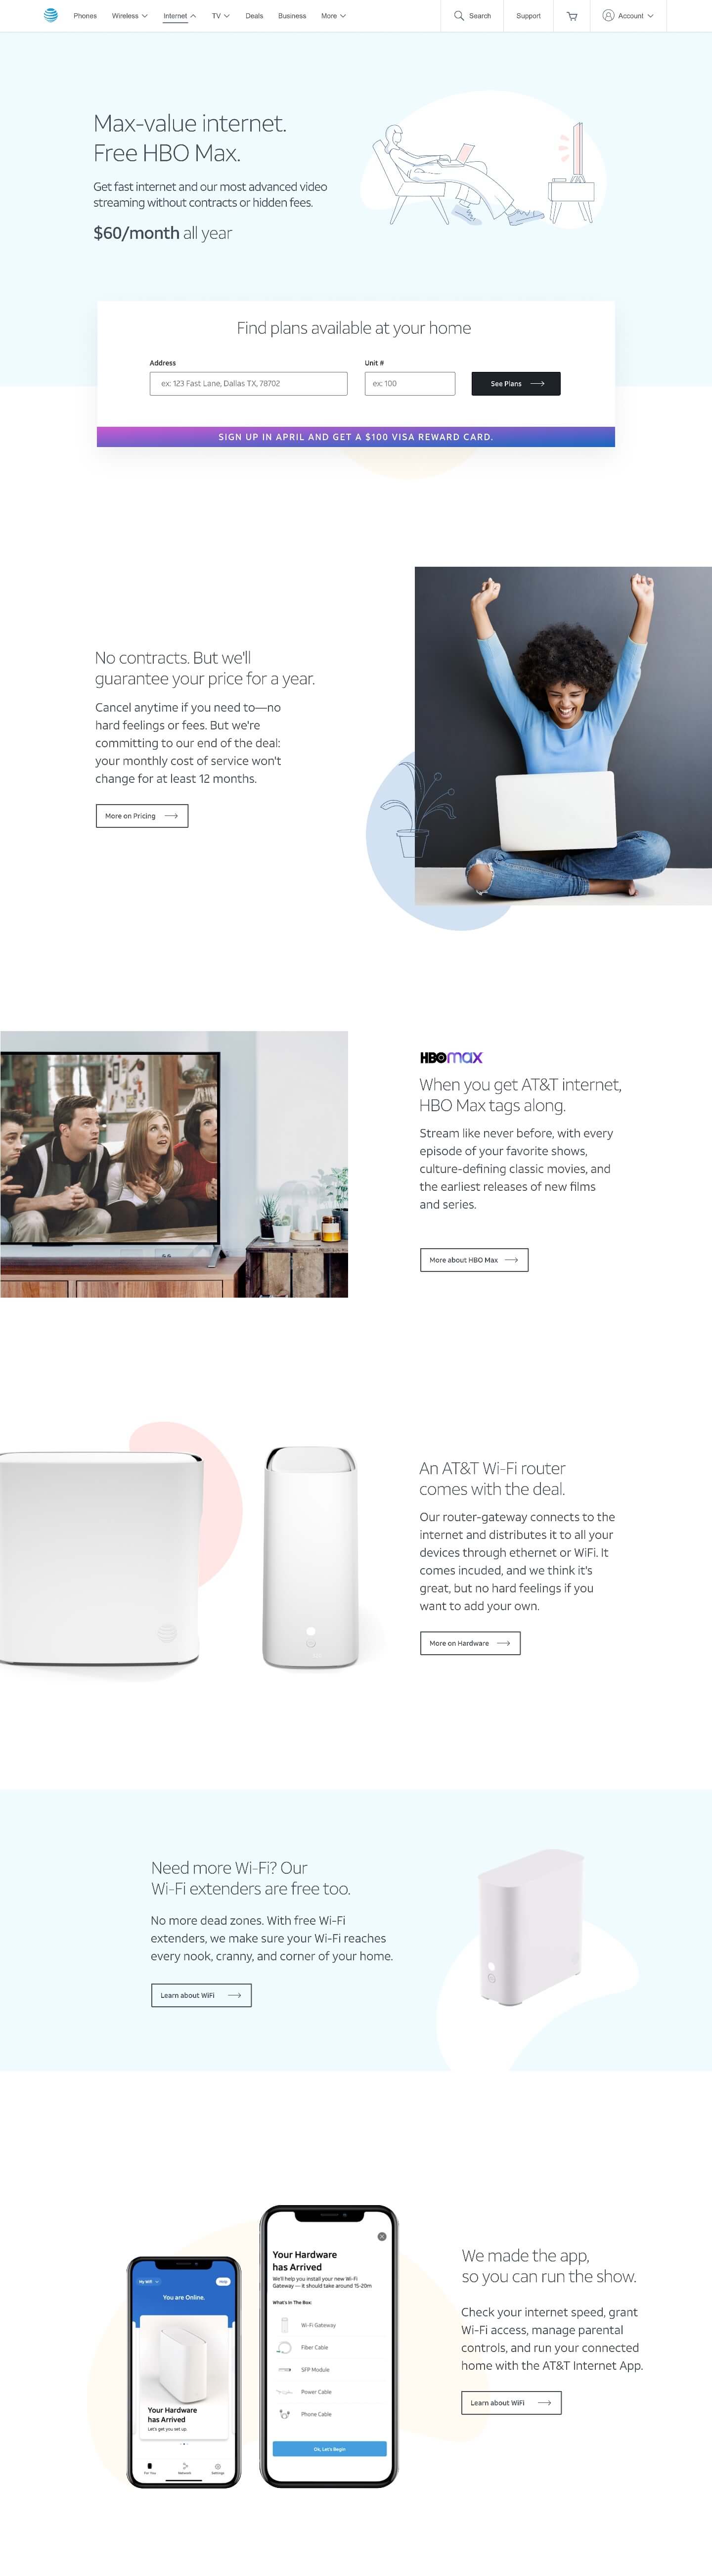 Phones
Wireless
Internet
TV
Deals
Business
More
Search
Support
Account
Max-value internet.
Free HBO Max.
Get fast internet and our most advanced video
streaming without contracts or hidden fees.
$60/month all year
Find plans available at your home
Address
Unit #
ex: 123 Fast Lane, Dallas TX, 78702
ex: 100
See Plans
SIGN UP IN APRIL AND GET A $100 VISA REWARD CARD.
No contracts. But we'll
guarantee your price for a year.
Cancel anytime if you need to—no
hard feelings or fees. But we're
committing to our end of the deal:
your monthly cost of service won't
change for at least 12 months.
More on Pricing
HBOmax
When you get AT&T internet,
HBO Max tags along.
Stream like never before, with every
episode of your favorite shows,
culture-defining classic movies, and
the earliest releases of new films
and series.
More about HBO Max
An AT&T Wi-Fi router
comes with the deal.
Our router-gateway connects to the
internet and distributes it to all your
devices through ethernet or WiFi. It
comes incuded, and we think it's
great, but no hard feelings if you
want to add your own.
More on Hardware
Need more Wi-Fi? Our
Wi-Fi extenders are free too.
No more dead zones. With free Wi-Fi
extenders, we make sure your Wi-Fi reaches
every nook, cranny, and corner of your home.
Learn about WiFi
My Wifi
Help
You are Online.
Your Hardware
has Arrived
Let's get you set up.
For You
Network
Settings
Your Hardware
has Arrived
We'll help you install your new Wi-Fi
Gateway — it should take around 15-20m
What's In The Box:
Wi-Fi Gateway
Fiber Cable
SFP Module
Power Cable
Phone Cable
Ok, Let's Begin
We made the app,
so you can run the show.
Check your internet speed, grant
Wi-Fi access, manage parental
controls, and run your connected
home with the AT&T Internet App.
Learn about WiFi